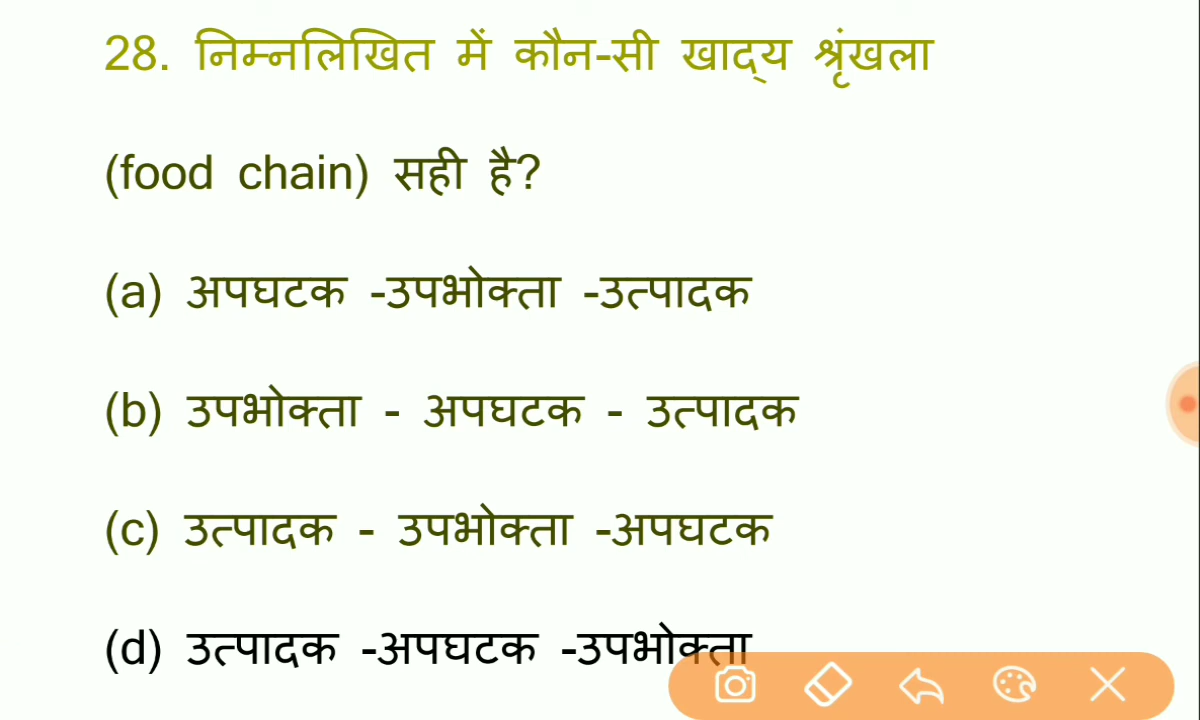 28. निम्नलिखित में कौन-सी खाद्य श्रृंखला
(food chain) सही है?
(a) अपघटक -उपभोक्ता -उत्पादक
(b) उपभोक्ता - अपघटक - उत्पादक
(c) उत्पादक - उपभोक्ता -अपघटक
(d) उत्पादक -अपघटक -उपभोक्ता